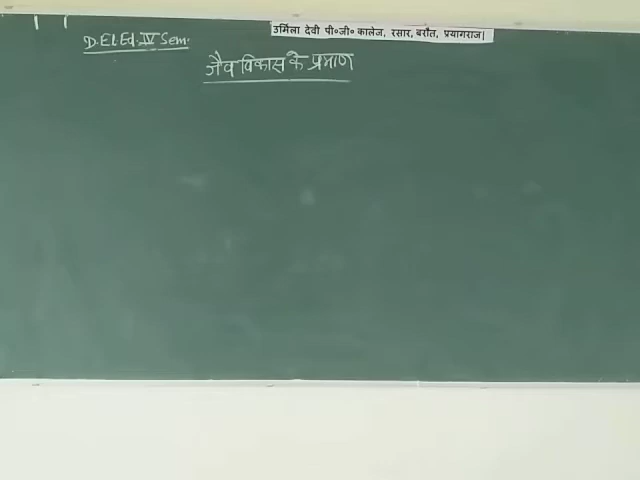 उर्मिला देवी पी०जी० कालेज, रसार, बरौत, प्रयागराज|
D.El.Ed. IV Sem.
जैव विकास के प्रमाण